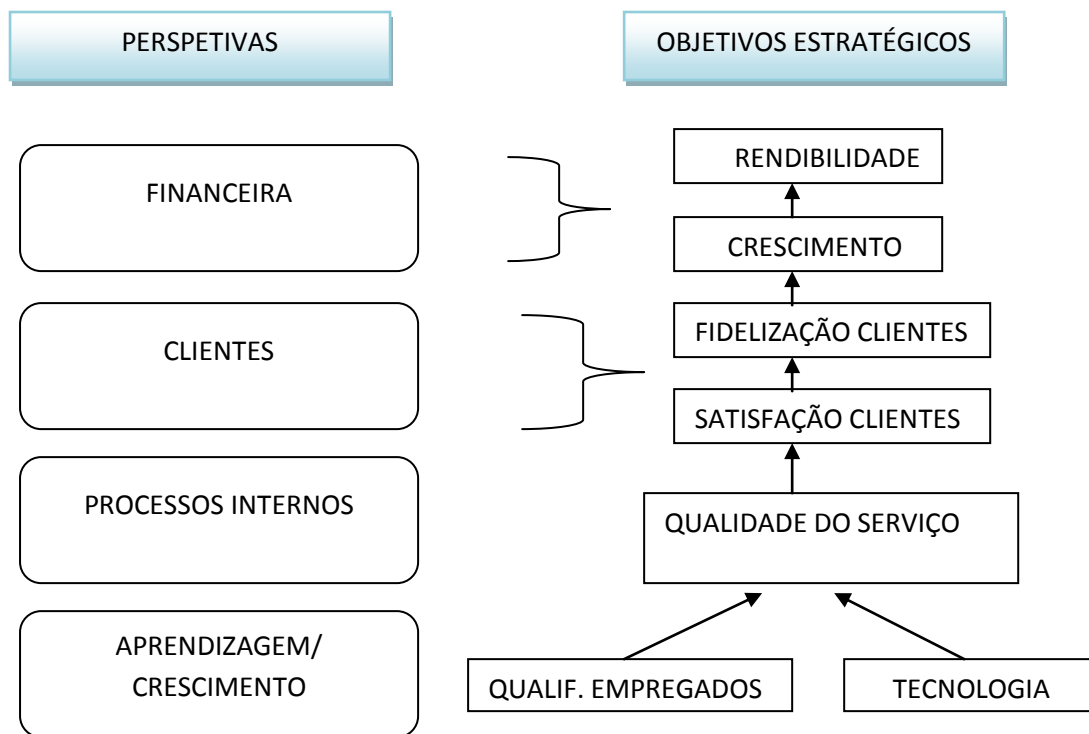 PERSPETIVAS
OBJETIVOS ESTRATÉGICOS
FINANCEIRA
RENDIBILIDADE
CRESCIMENTO
CLIENTES
FIDELIZAÇÃO CLIENTES
SATISFAÇÃO CLIENTES
PROCESSOS INTERNOS
QUALIDADE DO SERVIÇO
APRENDIZAGEM/
CRESCIMENTO
QUALIF. EMPREGADOS
TECNOLOGIA